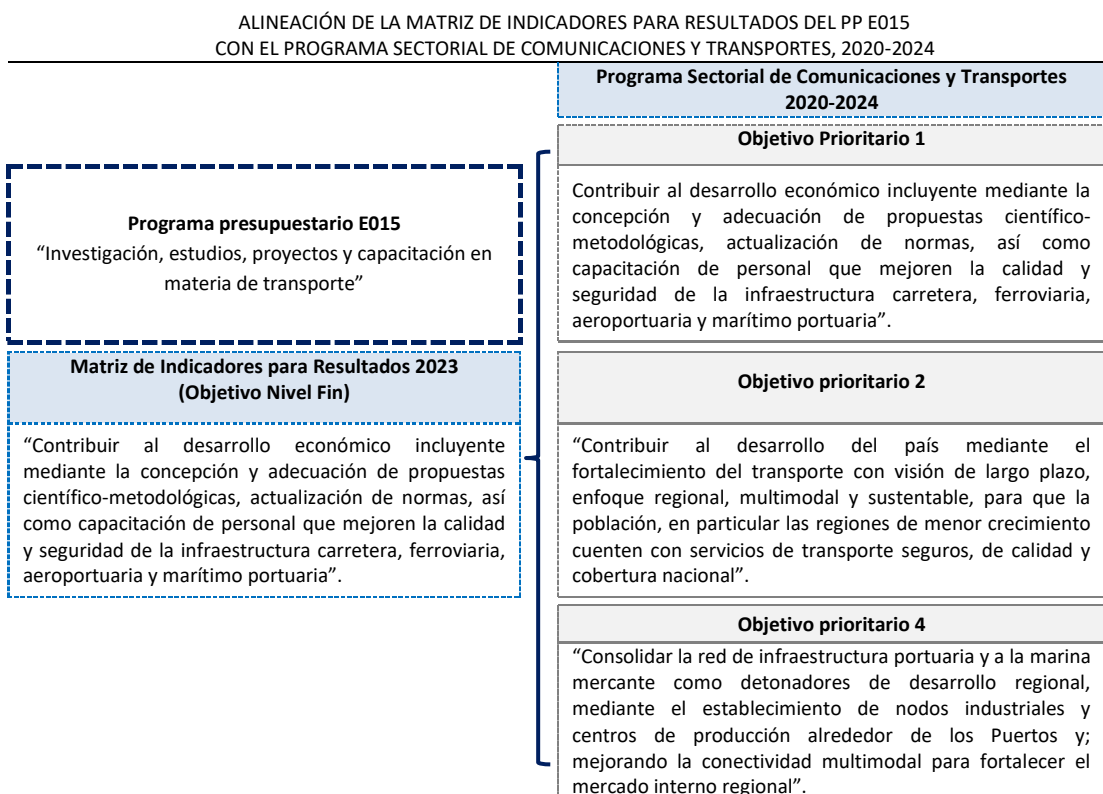 ALINEACIÓN DE LA MATRIZ DE INDICADORES PARA RESULTADOS DEL PP E015
CON EL PROGRAMA SECTORIAL DE COMUNICACIONES Y TRANSPORTES, 2020-2024
Programa presupuestario E015
“Investigación, estudios, proyectos y capacitación en
materia de transporte”
Matriz de Indicadores para Resultados 2023
(Objetivo Nivel Fin)
“Contribuir al desarrollo económico incluyente
mediante la concepción y adecuación de propuestas
científico-metodológicas, actualización de normas, así
como capacitación de personal que mejoren la calidad
y seguridad de la infraestructura carretera, ferroviaria,
aeroportuaria y marítimo portuaria”.
Programa Sectorial de Comunicaciones y Transportes
2020-2024
Objetivo Prioritario 1
Contribuir al desarrollo económico incluyente mediante la
concepción y adecuación de propuestas científico-
metodológicas, actualización de normas, así como
capacitación de personal que mejoren la calidad y
seguridad de la infraestructura carretera, ferroviaria,
aeroportuaria y marítimo portuaria”.
Objetivo prioritario 2
“Contribuir al desarrollo del país mediante el
fortalecimiento del transporte con visión de largo plazo,
enfoque regional, multimodal y sustentable, para que la
población, en particular las regiones de menor crecimiento
cuenten con servicios de transporte seguros, de calidad y
cobertura nacional”.
Objetivo prioritario 4
“Consolidar la red de infraestructura portuaria y a la marina
mercante como detonadores de desarrollo regional,
mediante el establecimiento de nodos industriales y
centros de producción alrededor de los Puertos y;
mejorando la conectividad multimodal para fortalecer el
mercado interno regional”.